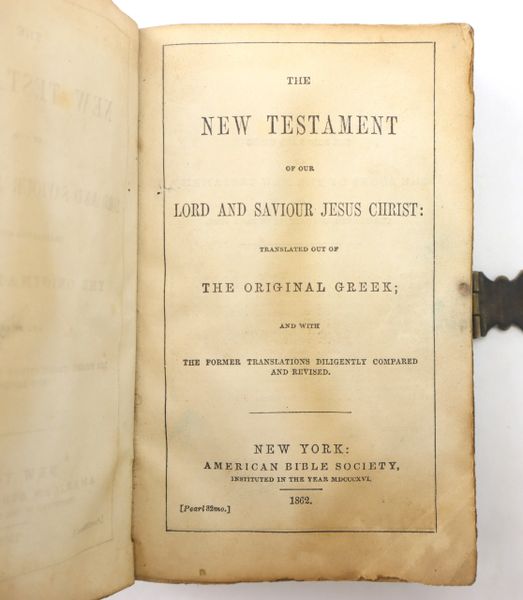 THE
NEW TESTAMENT
OF OUR
LORD AND SAVIOUR JESUS CHRIST:
TRANSLATED OUT OF
THE ORIGINAL GREEK;
AND WITH
THE FORMER TRANSLATIONS DILIGENTLY COMPARED
AND REVISED.
NEW YORK:
AMERICAN BIBLE SOCIETY,
INSTITUTED IN THE YEAR MDCCCXVI.
1862.
[Pearl 32mo.]